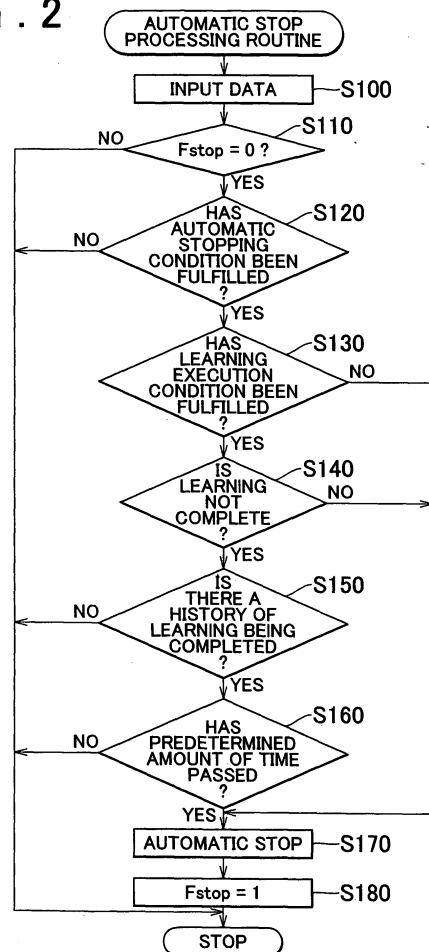 . 2
AUTOMATIC STOP
PROCESSING ROUTINE
INPUT DATA
S100
S110
NO
Fstop = 0 ?
YES
S120
HAS
AUTOMATIC
STOPPING
CONDITION BEEN
FULFILLED
?
NO
YES
S130
HAS
LEARNING
EXECUTION
CONDITION BEEN
FULFILLED
?
NO
YES
S140
IS
LEARNING
NOT
COMPLETE
?
NO
YES
S150
IS
THERE A
HISTORY OF
LEARNING BEING
COMPLETED
?
NO
YES
S160
HAS
PREDETERMINED
AMOUNT OF TIME
PASSED
?
NO
YES
AUTOMATIC STOP
S170
Fstop = 1
S180
STOP